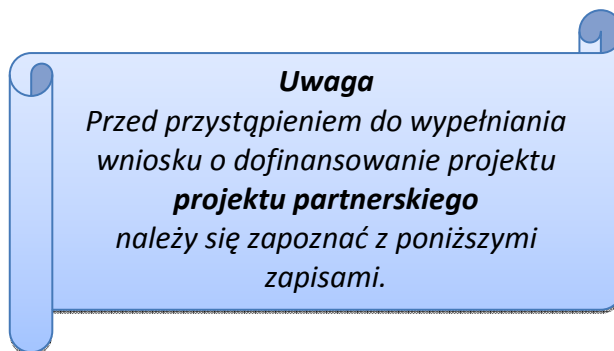 Uwaga
Przed przystąpieniem do wypełniania
wniosku o dofinansowanie projektu
projektu partnerskiego
należy się zapoznać z poniższymi
zapisami.